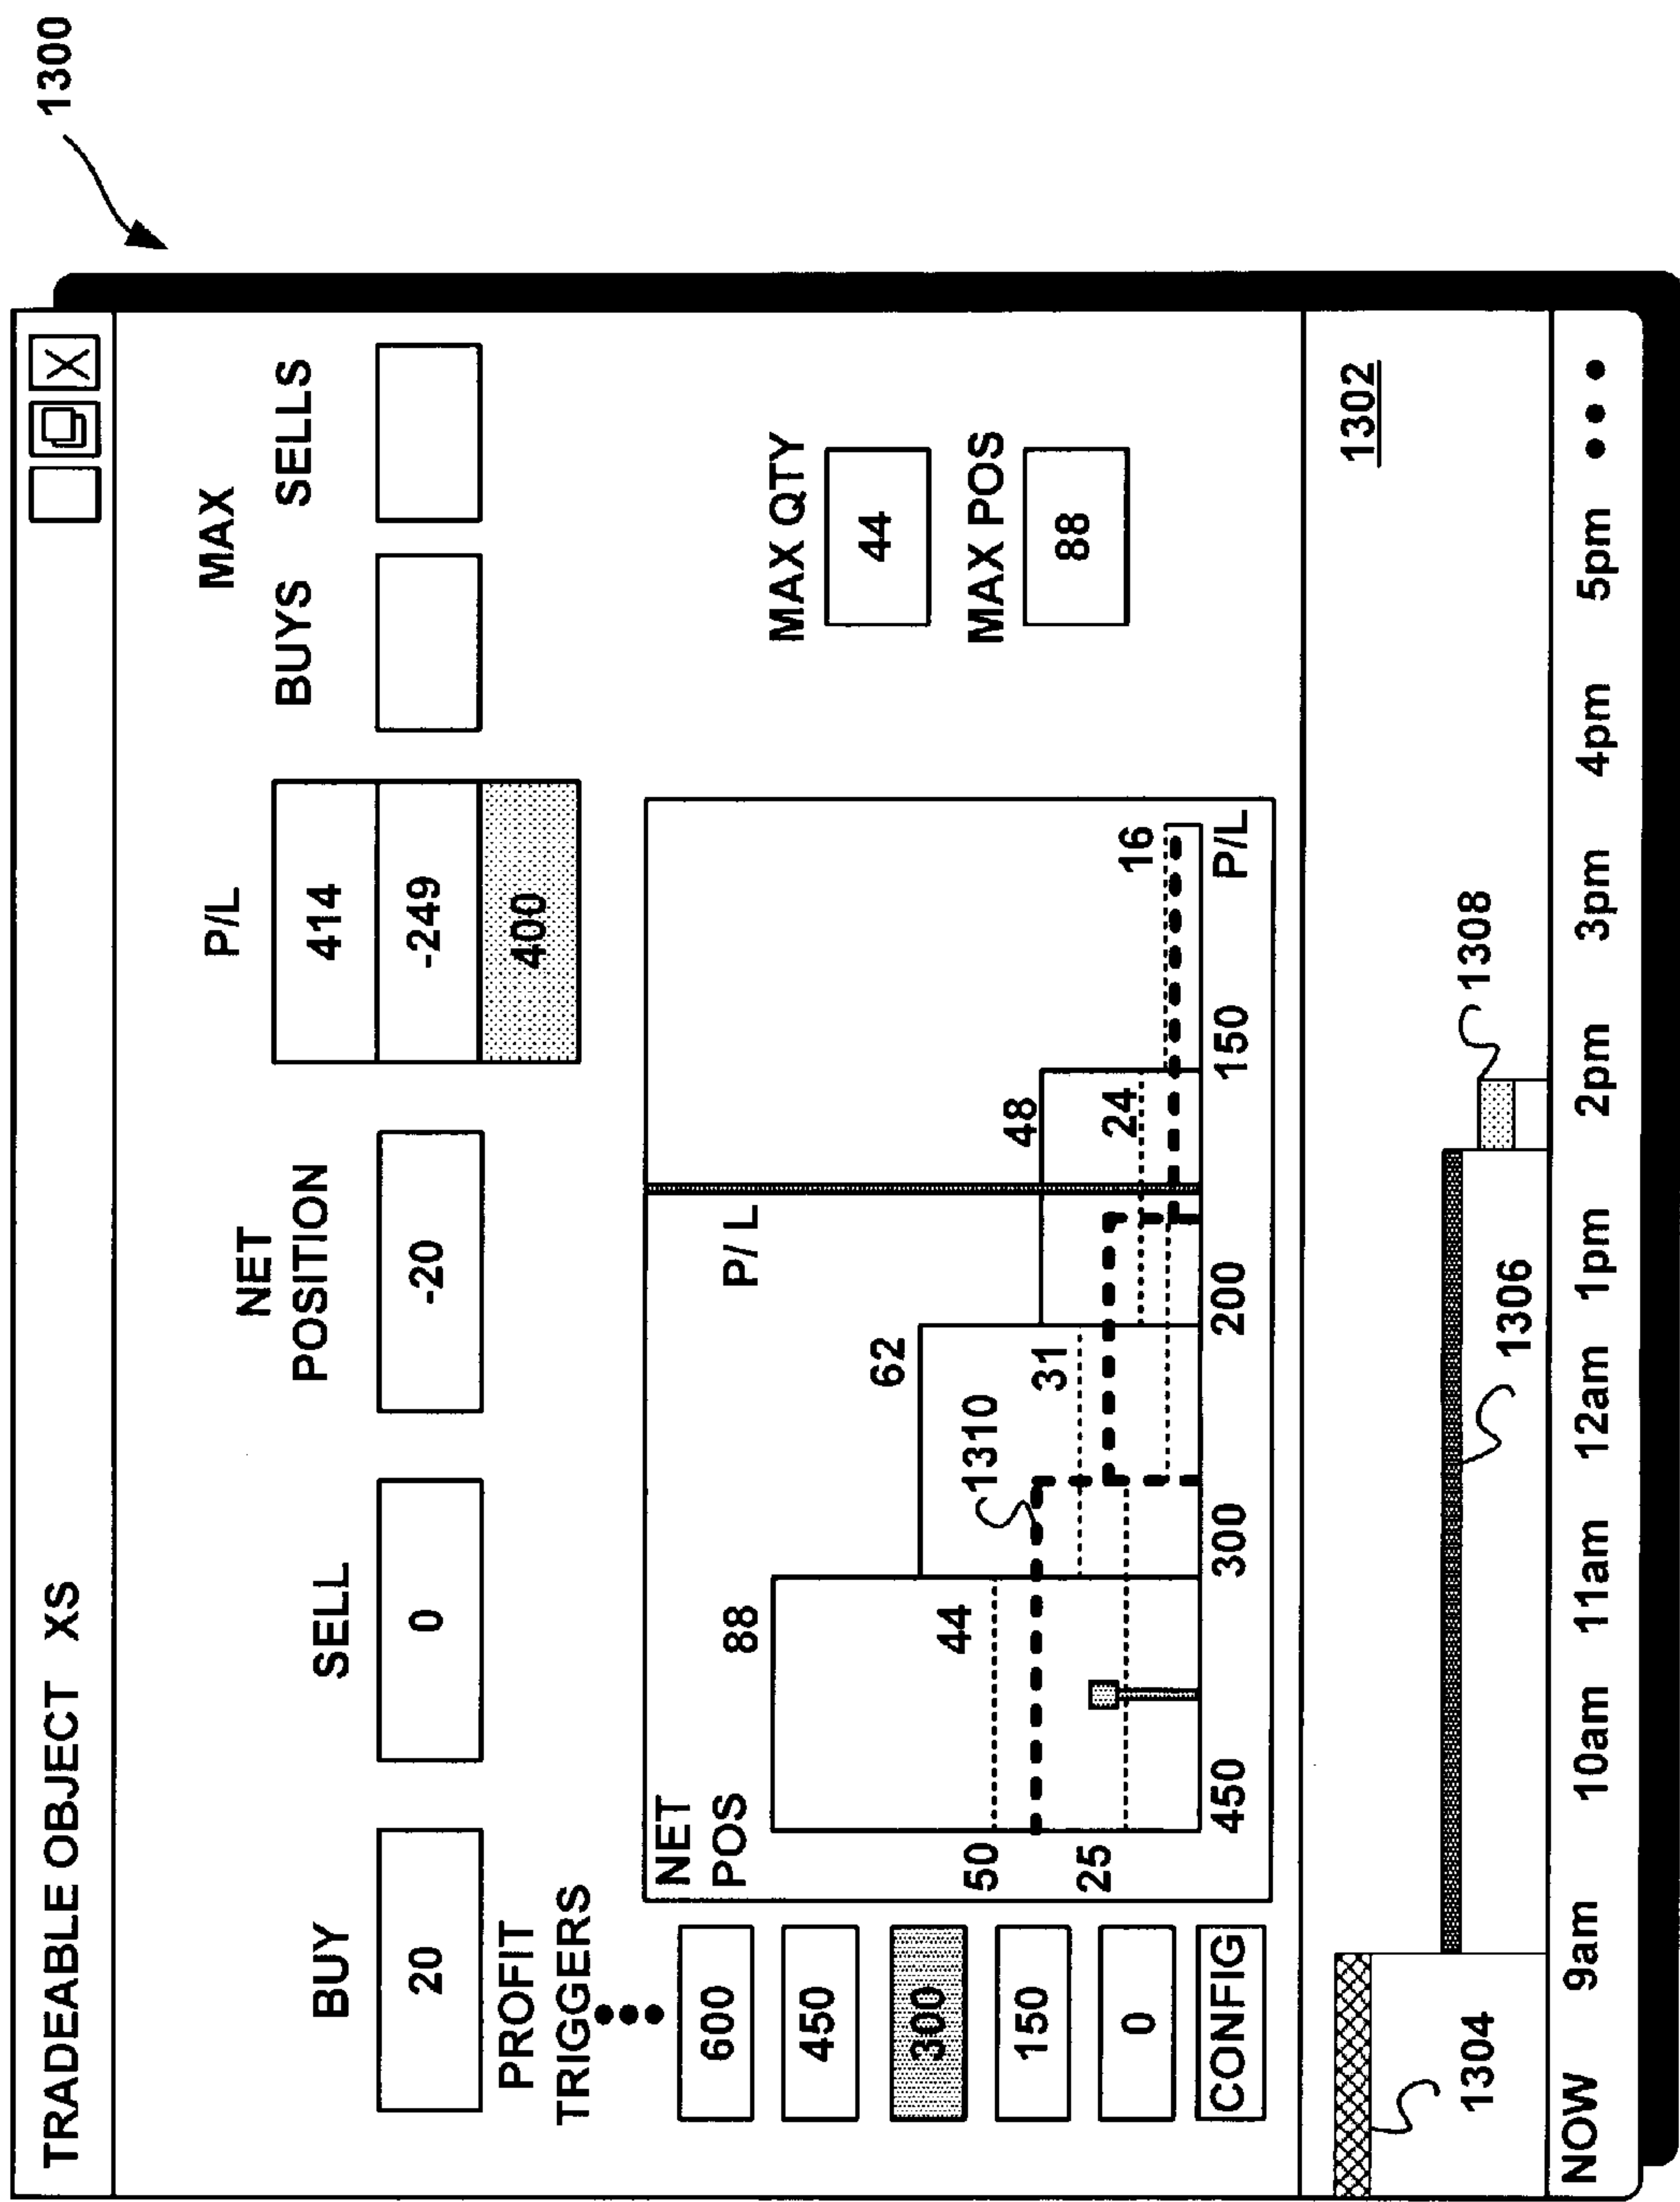 1300
TRADEABLE OBJECT XS
X
BUY
SELL
NET
POSITION
P/L
MAX
BUYS SELLS
20
0
-20
414
-249
400
PROFIT
TRIGGERS
600
450
300
150
0
CONFIG
NET
POS
P/L
88
62
48
50
44
1310
31
24
16
25
450
300
200
150
P/L
MAX QTY
44
MAX POS
88
1302
1304
1306
1308
NOW 9am 10am 11am 12am 1pm 2pm 3pm 4pm 5pm